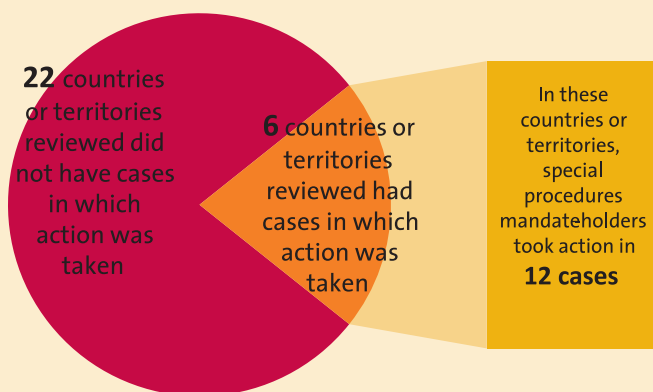 22 countries
or territories
reviewed did
not have cases
in which
action was
taken
6 countries or
territories
reviewed had
cases in which
action was
taken
In these
countries or
territories,
special
procedures
mandateholders
took action in
12 cases